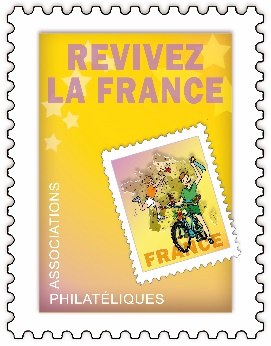 REVIVEZ
LA FRANCE
FRANCE
ASSOCIATIONS
PHILATÉLIQUES